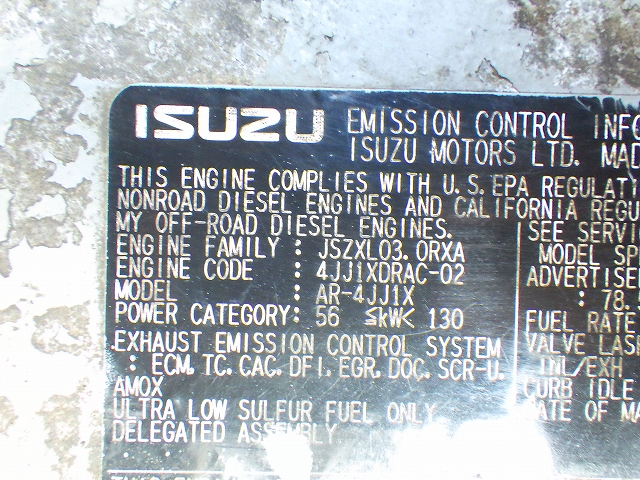 ISUZU EMISSION CONTROL INFO
ISUZU MOTORS LTD. MAD
THIS ENGINE COMPLIES WITH U.S. EPA REGULATI
NONROAD DIESEL ENGINES AND CALIFORNIA REGU
MY OFF-ROAD DIESEL ENGINES.
ENGINE FAMILY : JSZXL03.0RXA
ENGINE CODE : 4JJ1XDRAC-02
MODEL : AR-4JJ1X
POWER CATEGORY: 56 ≤kW< 130
EXHAUST EMISSION CONTROL SYSTEM
: ECM. TC. CAC. DFI. EGR. DOC. SCR-U.
AMOX
ULTRA LOW SULFUR FUEL ONLY
DELEGATED ASSEMBLY
SEE SERVIC
MODEL SP
ADVERTISE
: 78.
FUEL RATE
VALVE LAS
INL/EXH
CURB IDLE
DATE OF MA